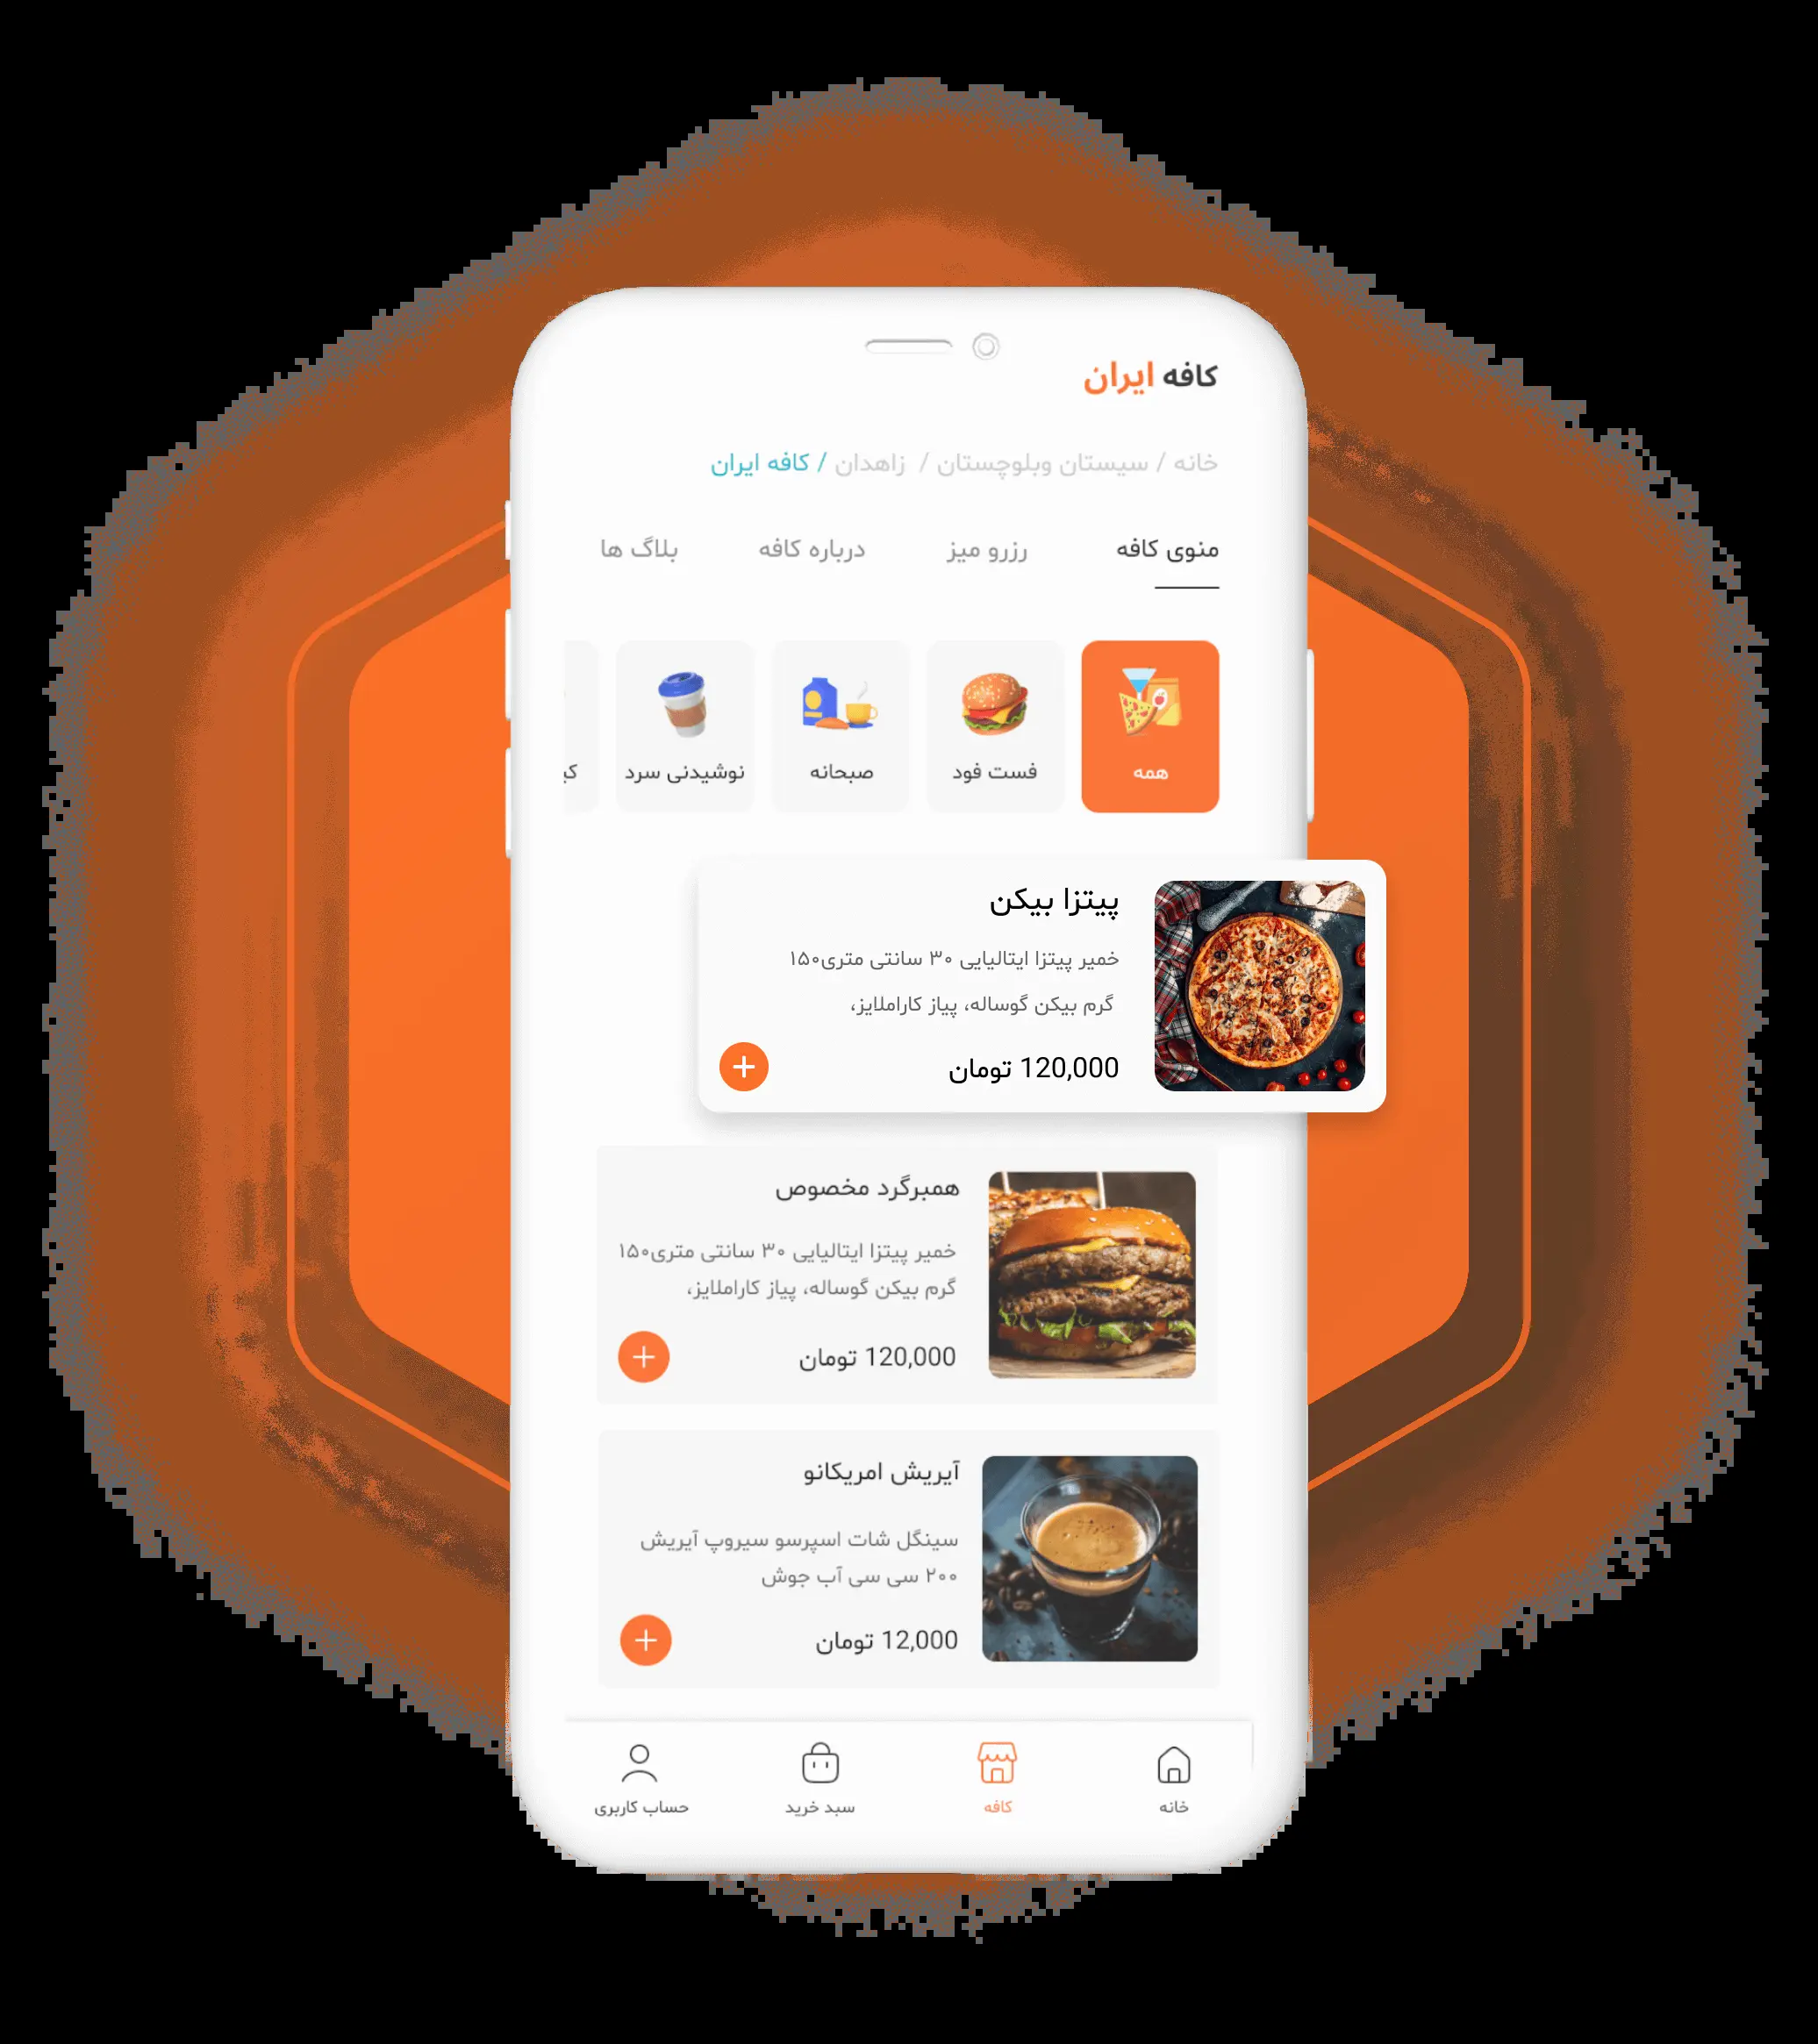 کافه ایران
خانه / سیستان وبلوچستان / زاهدان / کافه ایران
منوی کافه
رزرو میز
درباره کافه
بلاگ ها
همه
فست فود
صبحانه
نوشیدنی سرد
پیتزا بیکن
خمیر پیتزا ایتالیایی ۳۰ سانتی متری۱۵۰
گرم بیکن گوساله، پیاز کاراملایز،
120,000 تومان
همبرگرد مخصوص
خمیر پیتزا ایتالیایی ۳۰ سانتی متری۱۵۰
گرم بیکن گوساله، پیاز کاراملایز،
120,000 تومان
آیریش امریکانو
سینگل شات اسپرسو سیروپ آیریش
۲۰۰ سی سی آب جوش
12,000 تومان
خانه
کافه
سبد خرید
حساب کاربری